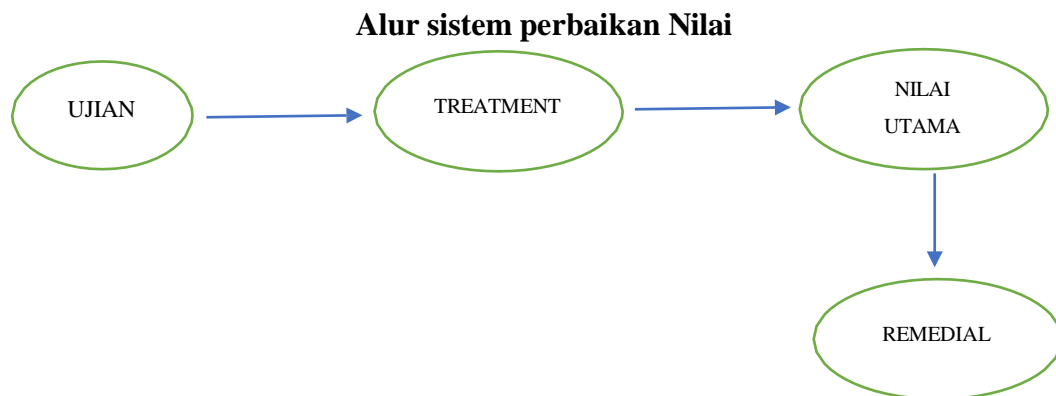 Alur sistem perbaikan Nilai
UJIAN
TREATMENT
NILAI
UTAMA
REMEDIAL